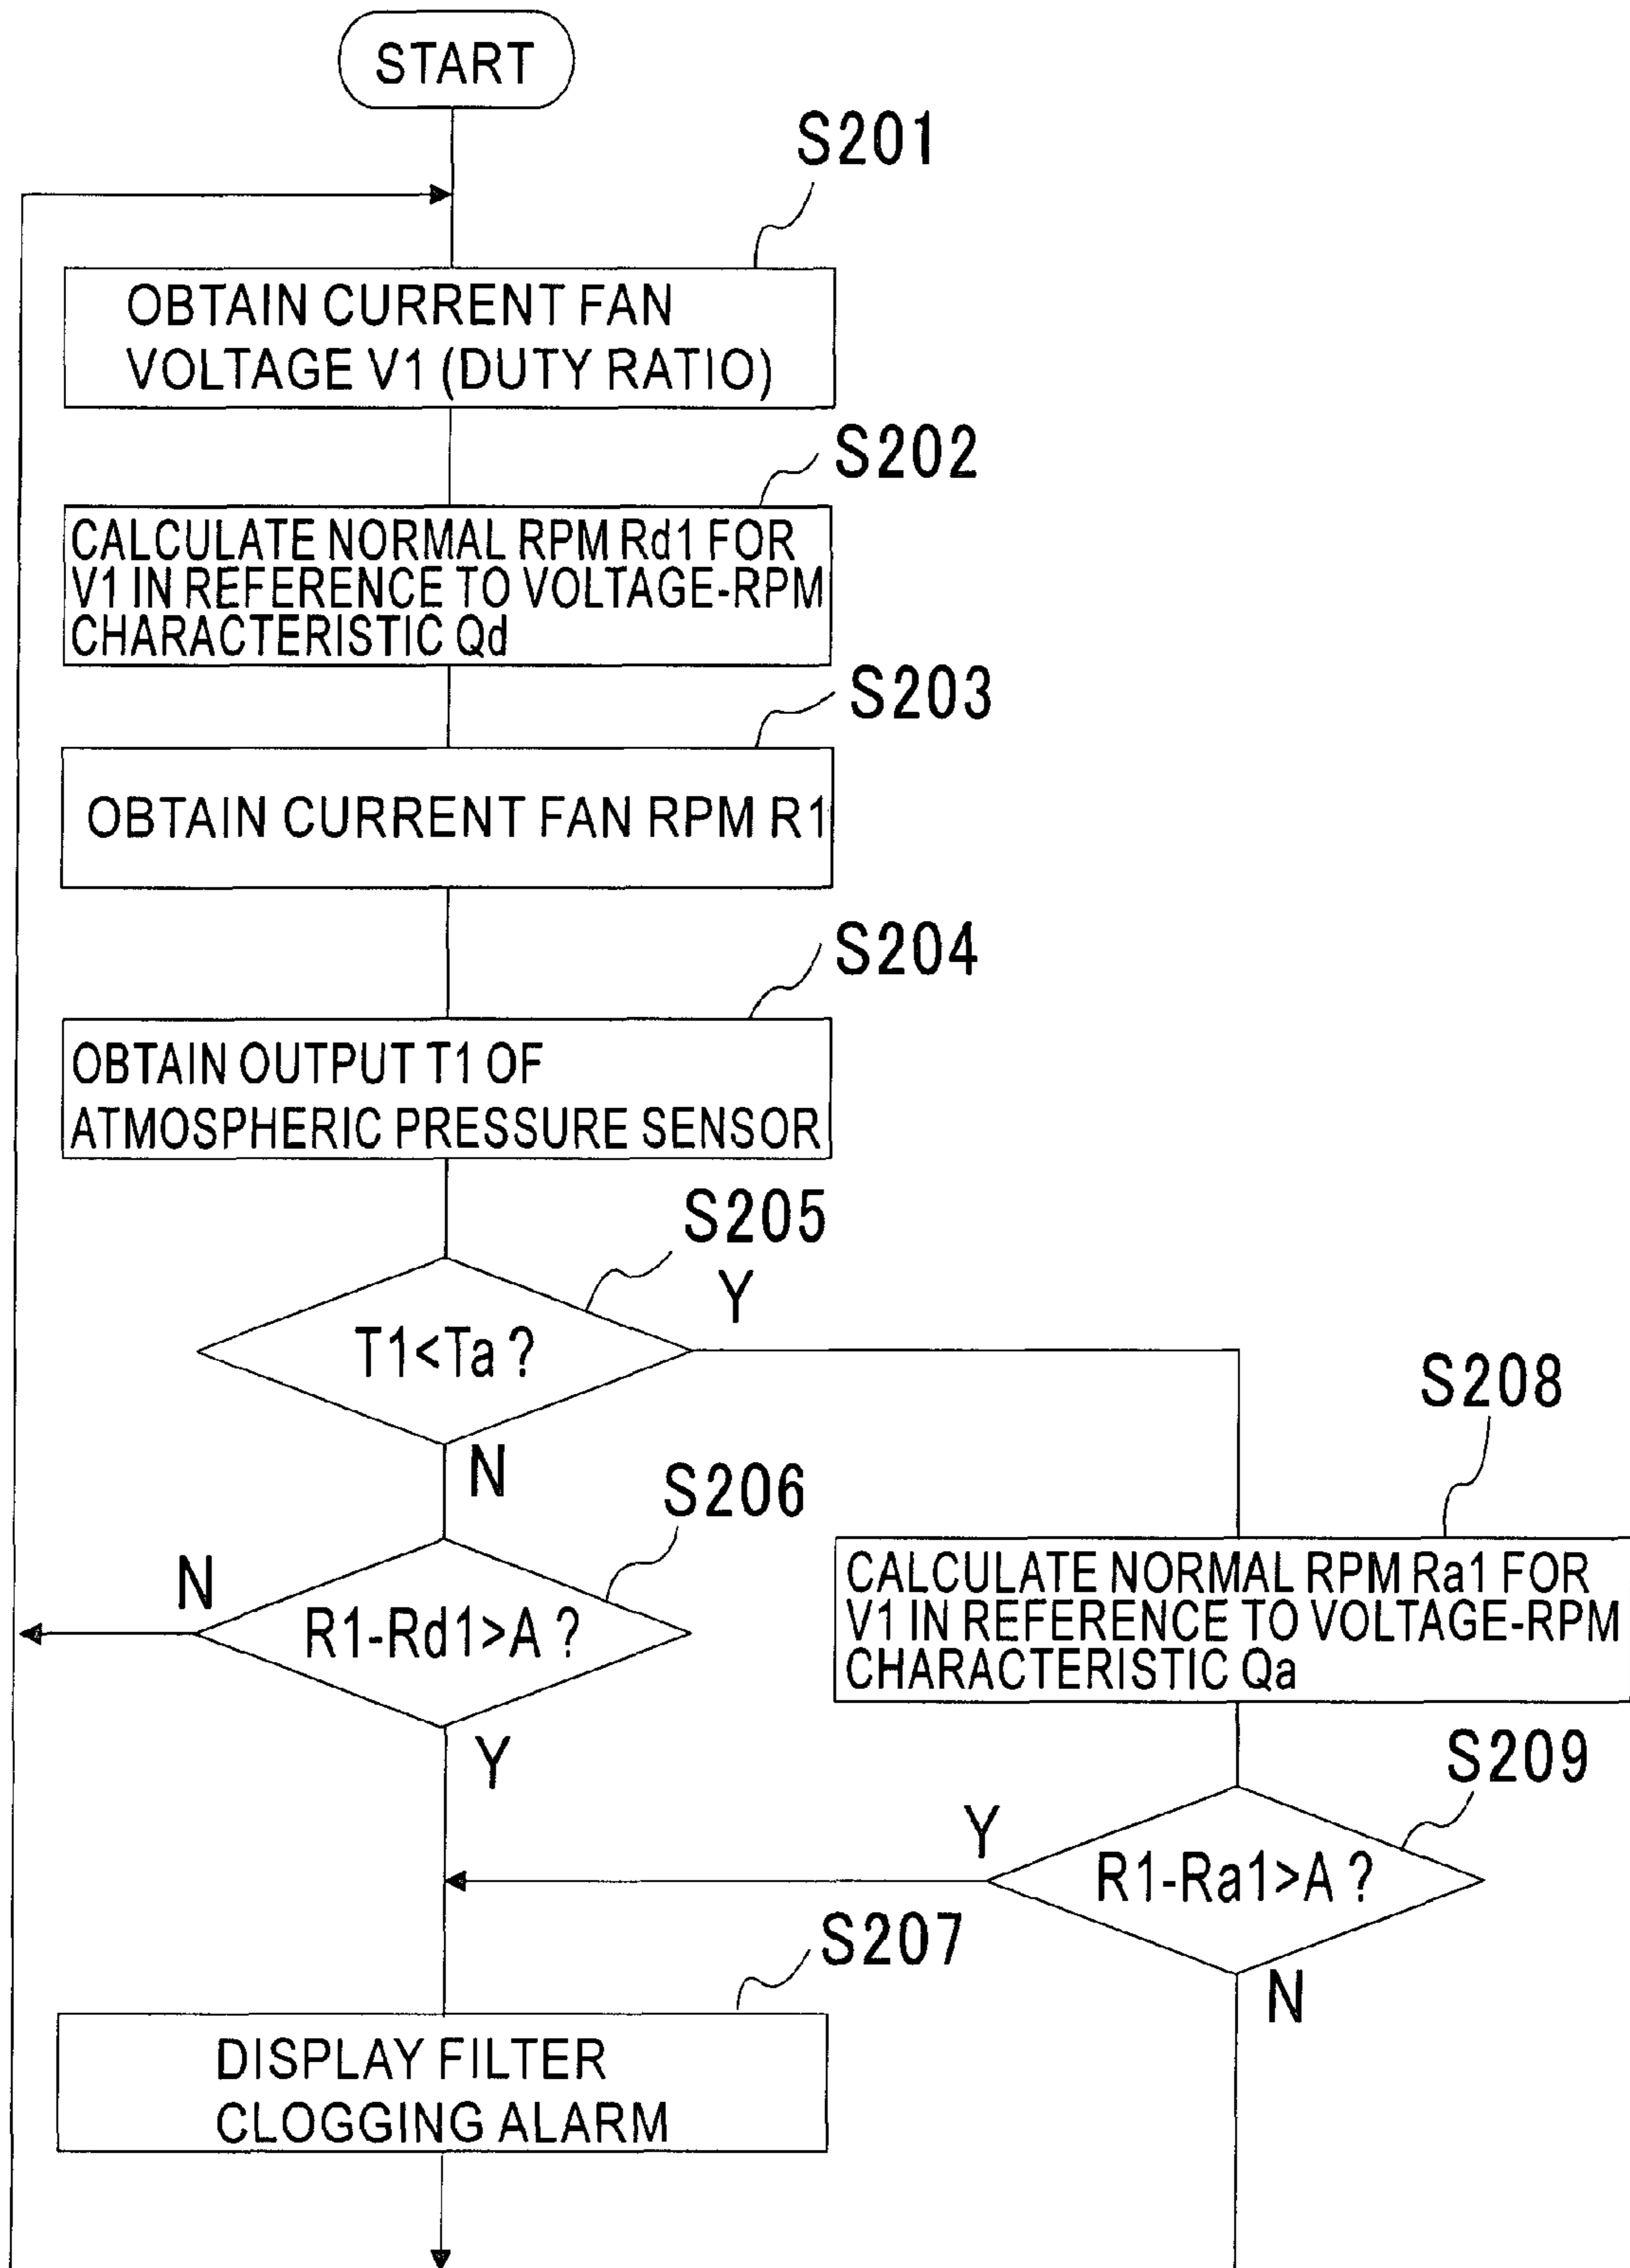 START
S201
OBTAIN CURRENT FAN
VOLTAGE V1 (DUTY RATIO)
S202
CALCULATE NORMAL RPM Rd1 FOR
V1 IN REFERENCE TO VOLTAGE-RPM
CHARACTERISTIC Qd
S203
OBTAIN CURRENT FAN RPM R1
S204
OBTAIN OUTPUT T1 OF
ATMOSPHERIC PRESSURE SENSOR
S205
T1<Ta ?
Y
N
S206
R1-Rd1>A ?
N
Y
S208
CALCULATE NORMAL RPM Ra1 FOR
V1 IN REFERENCE TO VOLTAGE-RPM
CHARACTERISTIC Qa
S209
R1-Ra1>A ?
Y
N
S207
DISPLAY FILTER
CLOGGING ALARM